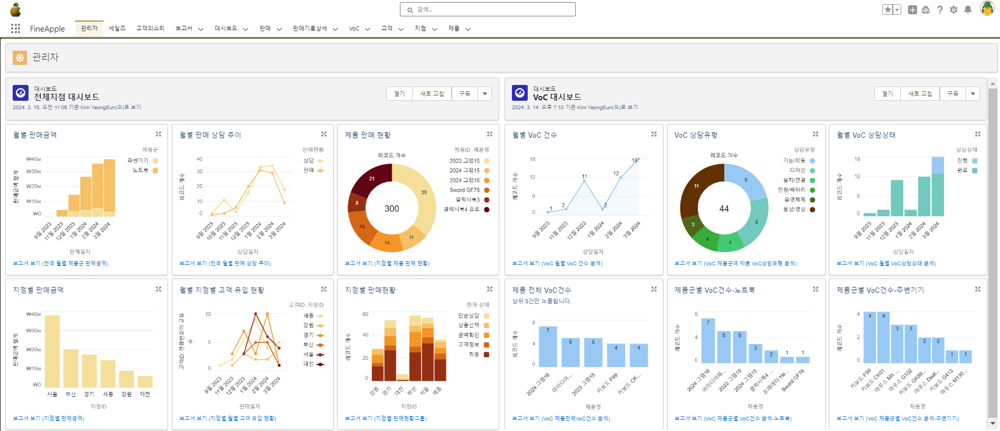 검색...
FineApple
관리자
세일즈
고객의소리
보고서
대시보드
판매
판매기록상세
VoC
고객
지점
제품
관리자
대시보드
전체지점 대시보드
2024. 3. 15. 오전 11:06 기준·Kim YeongEun(으)로 보기
열기
새로 고침
구독
대시보드
VoC 대시보드
2024. 3. 14. 오후 7:10 기준·Kim YeongEun(으)로 보기
열기
새로 고침
구독
월별 판매금액
제품군
주변기기
노트북
판매금액 합계
₩40м
₩30м
₩20м
₩10м
₩0
9월 2023
11월 2023
12월 2023
1월 2024
2월 2024
3월 2024
판매일자
보고서 보기 (전국 월별 제품군 판매금액)
월별 판매 상담 추이
판매현황
상담
판매
레코드 개수
40
30
20
10
0
9월 2023
10월 2023
11월 2023
12월 2023
1월 2024
2월 2024
3월 2024
상담일자
보고서 보기 (전국 월별 판매 상담 추이)
제품 판매 현황
제품ID: 제품명
레코드 개수
2023 그램15
2024 그램15
2024 그램16
Sword GF76
갤럭시북3
갤럭시북4 프로
21
39
8
300
16
14
11
보고서 보기 (지점별 제품 판매 현황)
월별 VoC 건수
레코드 개수
18
12
6
0
1
2
11
2
12
18
9월 2023
11월 2023
12월 2023
1월 2024
2월 2024
3월 2024
상담일자
보고서 보기 (VoC 월별 VoC 건수 분석)
VoC 상담유형
상담유형
레코드 개수
기능/작동
디자인
설치/연결
전원/배터리
운영체제
음성/영상
8
11
44
8
3
4
4
보고서 보기 (VoC 제품군에 따른 VoC상담유형 분석)
월별 VoC 상담상태
상담상태
진행
완료
레코드 개수
18
12
6
0
9월 2023
11월 2023
12월 2023
1월 2024
2월 2024
3월 2024
상담일자
보고서 보기 (VoC 월별 VoC상담상태 분석)
지점별 판매금액
판매금액 합계
₩40м
₩30м
₩20м
₩10м
₩0
서울
부산
경기
세종
강원
대전
지점ID
보고서 보기 (지점별 판매금액)
월별 지점별 고객 유입 현황
고객ID: 지점ID
세종
강원
경기
부산
서울
대전
고객ID: 전화번호의 고유
수
10
5
0
9월 2023
11월 2023
12월 2023
1월 2024
2월 2024
3월 2024
판매일자
보고서 보기 (지점별 월별 고객 유입 현황)
지점별 판매현황
현재 상태
단순상담
상품선택
금액확인
고객정보
최종
레코드 개수
60
40
20
0
강원
경기
대전
부산
서울
세종
지점ID
보고서 보기 (지점별 판매현황그룹)
제품 전체 VoC건수
상위 5건만 노출합니다.
레코드 개수
8
4
0
7
5
5
4
4
2024 그램16
아이디어...
2023 그램15
키보드 F99
키보드 CK...
제품명
보고서 보기 (VoC 제품전체VoC건수 분석)
제품군별 VoC건수-노트북
레코드 개수
8
4
0
7
5
5
3
2
1
1
2024 그램16
아이디어패...
2023 그램15
2024 그램15
갤럭시북4 ...
프레데터 He...
Sword GF76
제품명
보고서 보기 (VoC 제품군별 VoC건수 분석-노트북)
제품군별 VoC건수-주변기기
레코드 개수
4
2
0
4
4
3
3
2
2
1
1
키보드 F99
키보드 CK01
마우스 MX ...
마우스 G102
키보드 GK89...
마우스 Deat...
키보드 G413
마우스 M130...
제품명
보고서 보기 (VoC 제품군별 VoC건수 분석-주변기기)